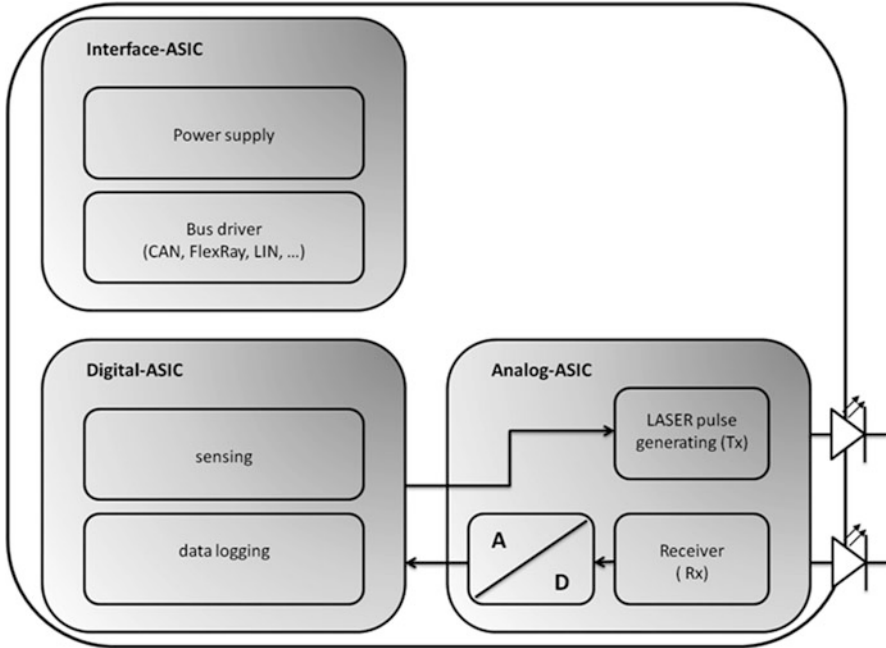 Interface-ASIC
Power supply
Bus driver
(CAN, FlexRay, LIN, ...)
Digital-ASIC
sensing
data logging
Analog-ASIC
LASER pulse
generating (Tx)
A
D
Receiver
( Rx)